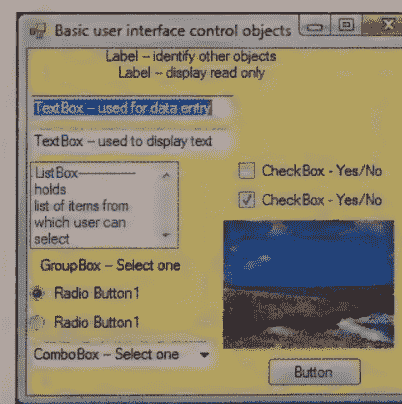 Basic user interface control objects
Label – identify other objects
Label – display read only
TextBox – used for data entry
TextBox – used to display text
ListBox--------------
holds
list of items from
which user can
select
CheckBox - Yes/No
CheckBox - Yes/No
GroupBox – Select one
Radio Button1
Radio Button1
ComboBox – Select one
Button